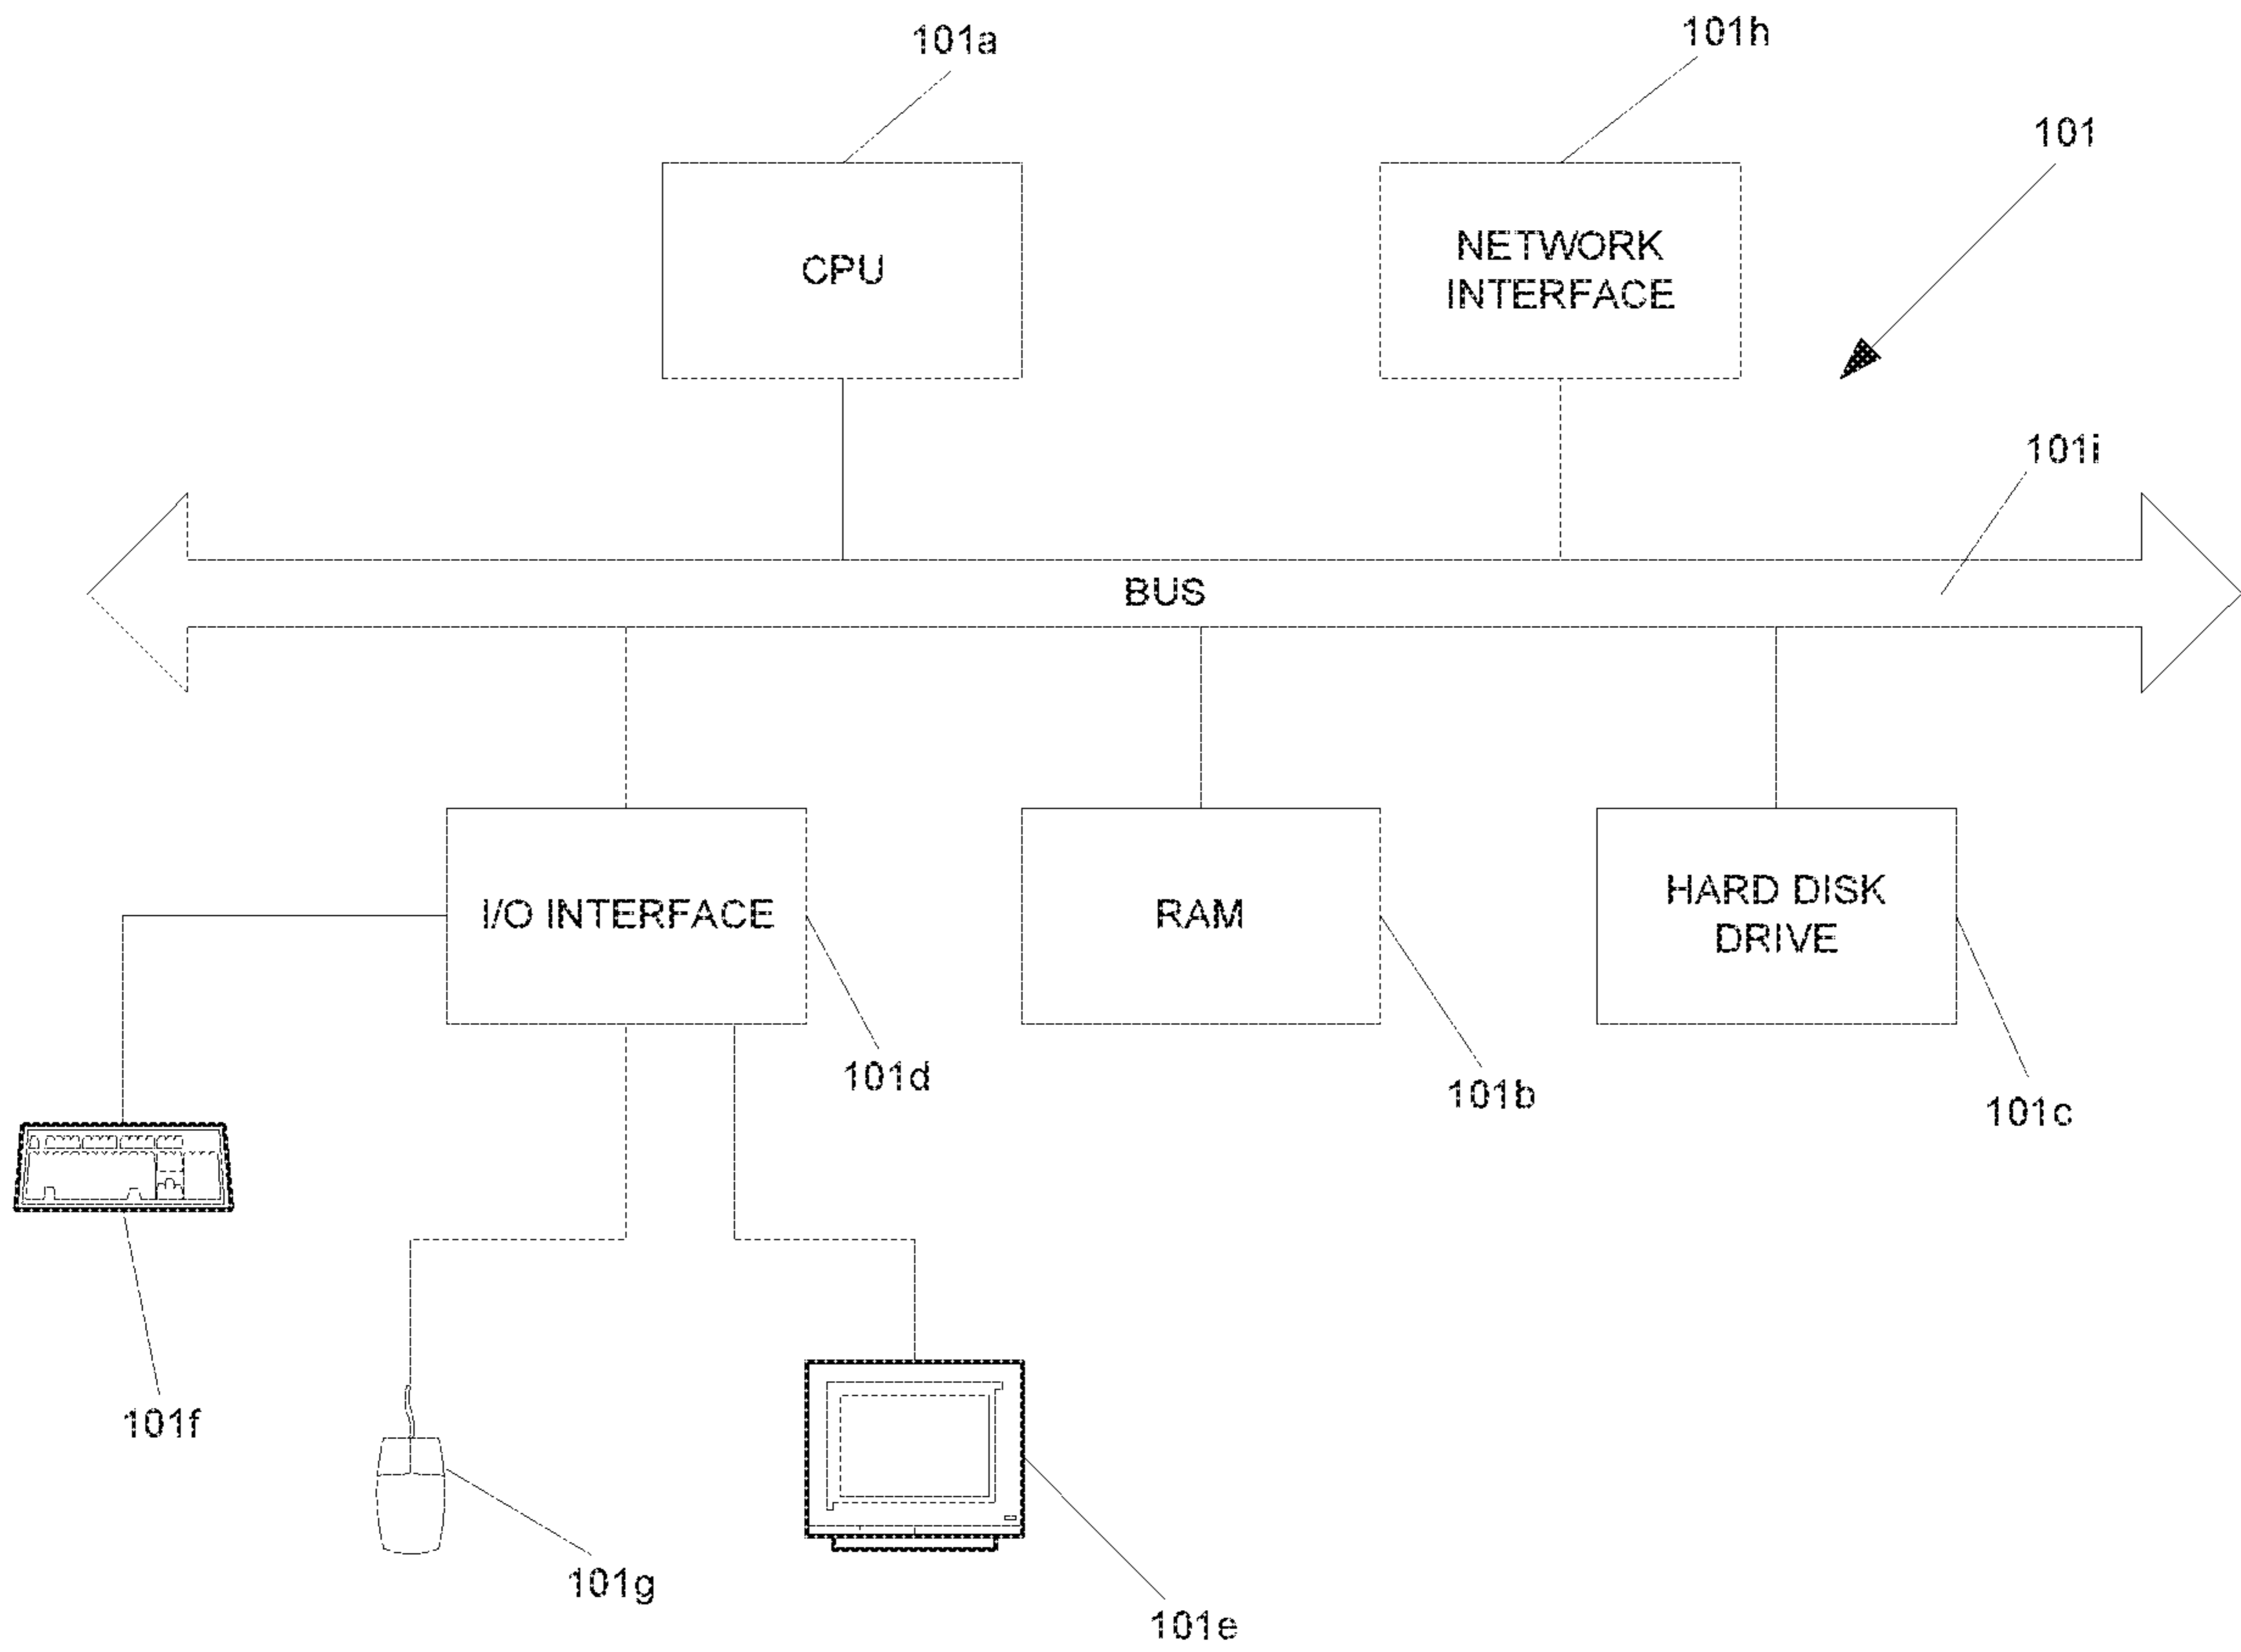 101a
101h
101
CPU
NETWORK
INTERFACE
101i
BUS
I/O INTERFACE
RAM
HARD DISK
DRIVE
101d
101b
101c
101f
101g
101e